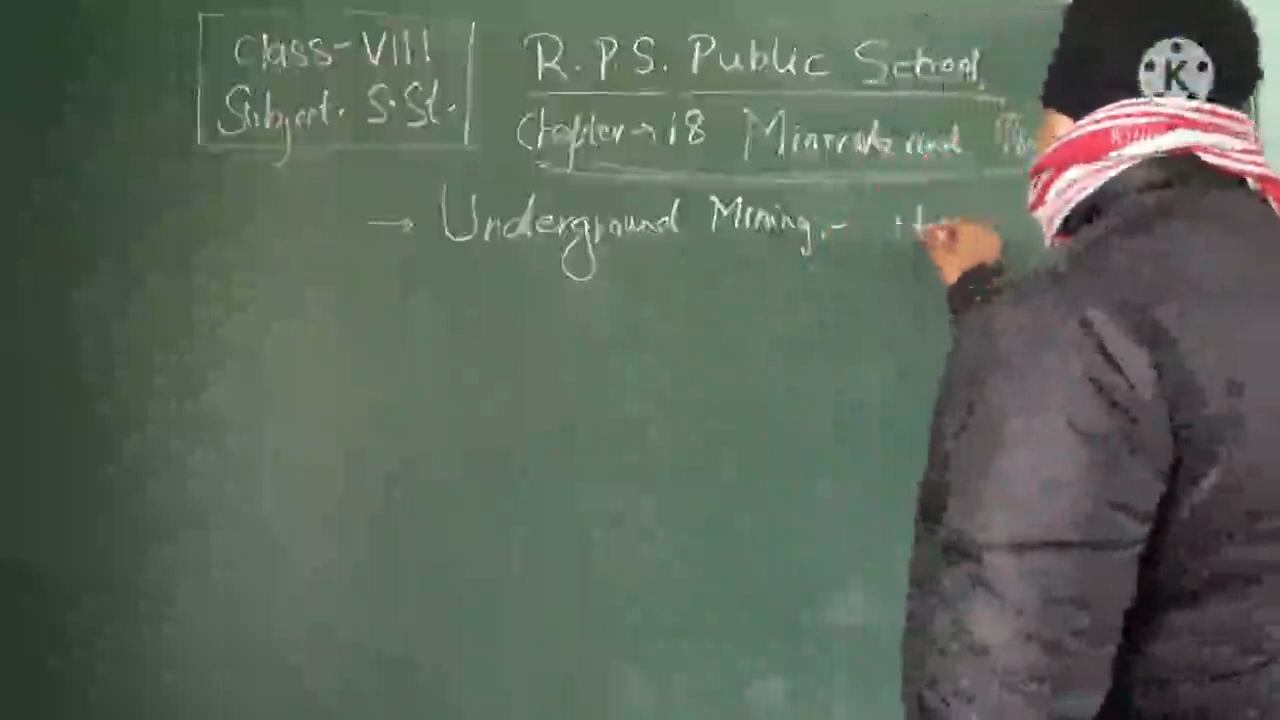 Class-VIII
Subject. S.St.
R.P.S. Public School
Chapter → 18 Minerals and
→ Underground Mining :-
K